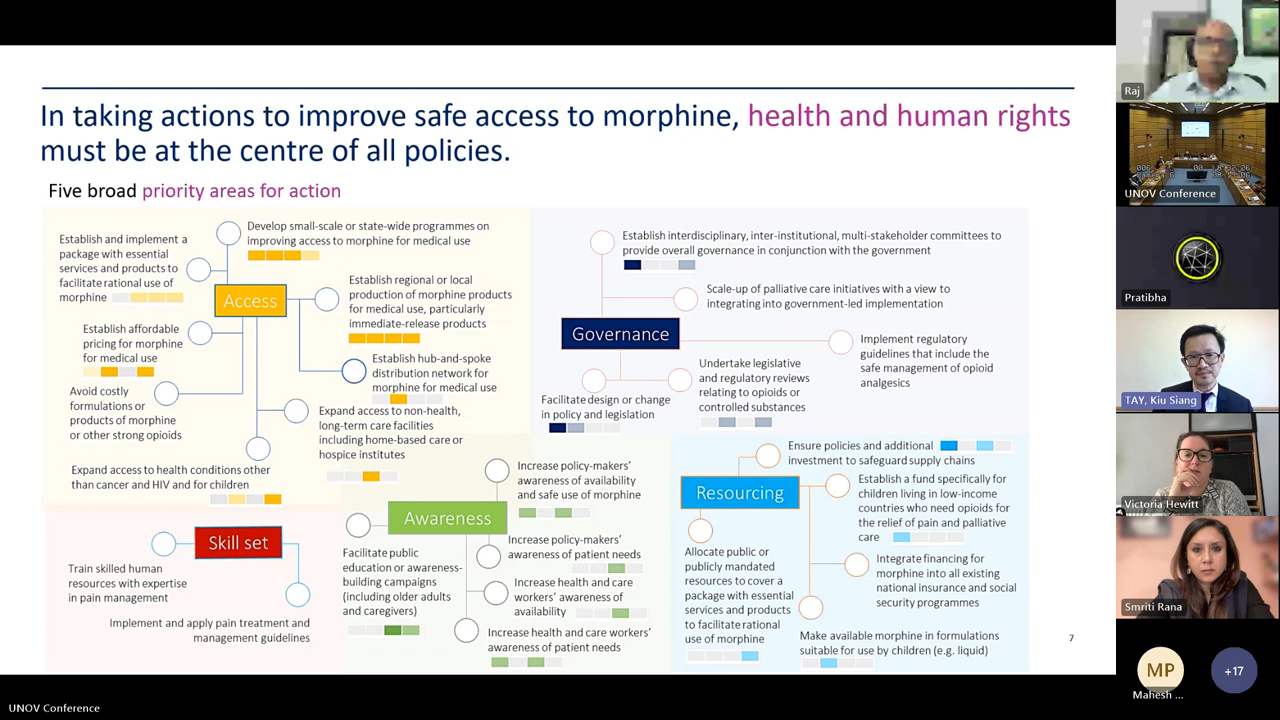 In taking actions to improve safe access to morphine, health and human rights
must be at the centre of all policies.
Five broad priority areas for action
Establish and implement a
package with essential
services and products to
facilitate rational use of
morphine
Develop small-scale or state-wide programmes on
improving access to morphine for medical use
Access
Establish regional or local
production of morphine products
for medical use, particularly
immediate-release products
Establish affordable
pricing for morphine
for medical use
Establish hub-and-spoke
distribution network for
morphine for medical use
Avoid costly
formulations or
products of morphine
or other strong opioids
Expand access to non-health,
long-term care facilities
including home-based care or
hospice institutes
Expand access to health conditions other
than cancer and HIV and for children
Establish interdisciplinary, inter-institutional, multi-stakeholder committees to
provide overall governance in conjunction with the government
Scale-up of palliative care initiatives with a view to
integrating into government-led implementation
Governance
Implement regulatory
guidelines that include the
safe management of opioid
analgesics
Undertake legislative
and regulatory reviews
relating to opioids or
controlled substances
Facilitate design or change
in policy and legislation
Skill set
Train skilled human
resources with expertise
in pain management
Implement and apply pain treatment and
management guidelines
Awareness
Increase policy-makers'
awareness of availability
and safe use of morphine
Increase policy-makers'
awareness of patient needs
Facilitate public
education or awareness-
building campaigns
(including older adults
and caregivers)
Increase health and care
workers' awareness of
availability
Increase health and care workers'
awareness of patient needs
Resourcing
Ensure policies and additional
investment to safeguard supply chains
Establish a fund specifically for
children living in low-income
countries who need opioids for
the relief of pain and palliative
care
Allocate public or
publicly mandated
resources to cover a
package with essential
services and products
to facilitate rational
use of morphine
Integrate financing for
morphine into all existing
national insurance and social
security programmes
Make available morphine in formulations
suitable for use by children (e.g. liquid)
7
UNOV Conference
Raj
UNOV Conference
Pratibha
TAY, Kiu Siang
Victoria Hewitt
Smriti Rana
MP
Mahesh ...
+17